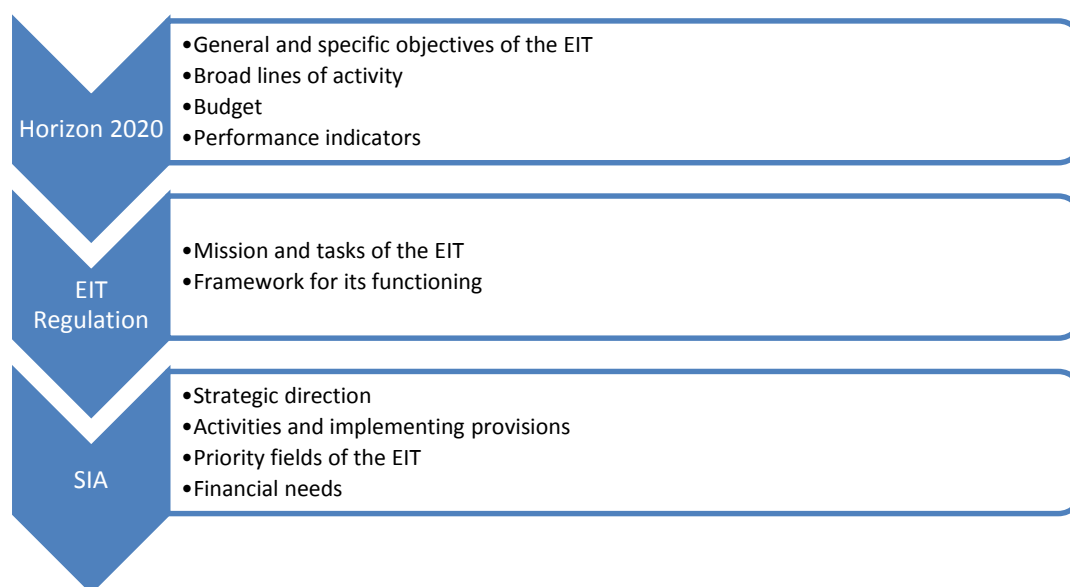 Horizon 2020
•General and specific objectives of the EIT
•Broad lines of activity
•Budget
•Performance indicators
EIT
Regulation
•Mission and tasks of the EIT
•Framework for its functioning
SIA
•Strategic direction
•Activities and implementing provisions
•Priority fields of the EIT
•Financial needs